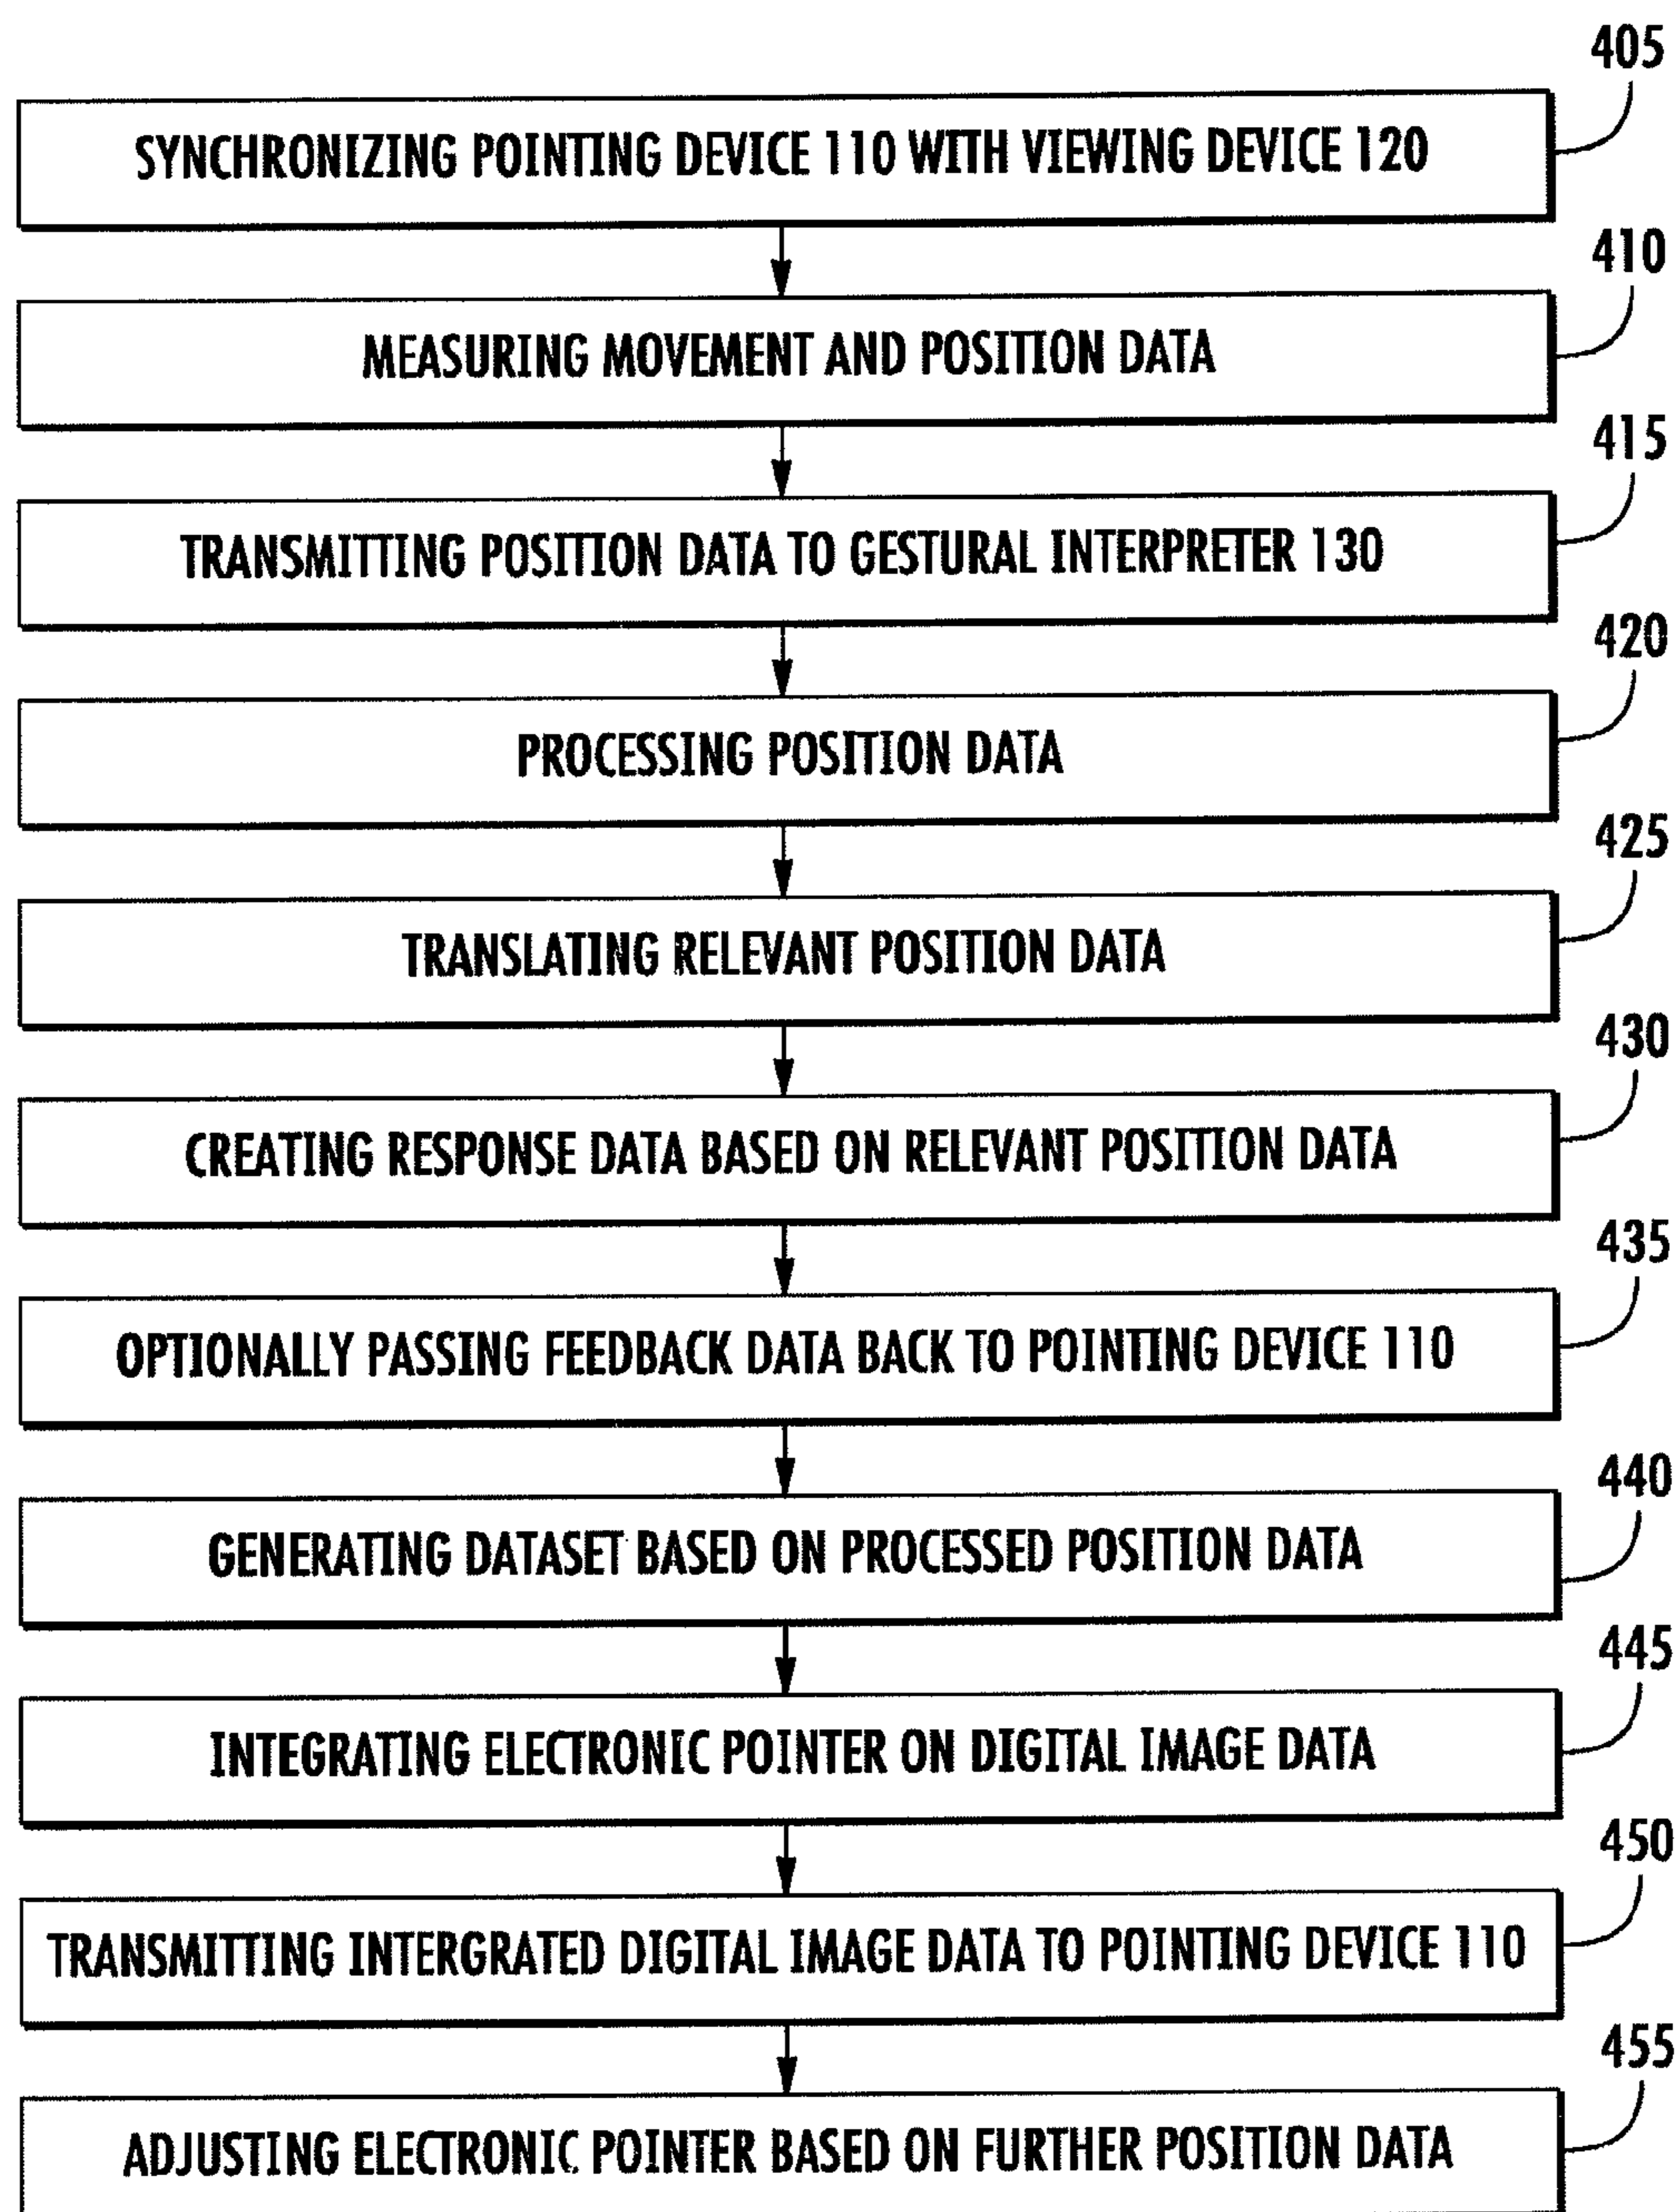 405
SYNCHRONIZING POINTING DEVICE 110 WITH VIEWING DEVICE 120
410
MEASURING MOVEMENT AND POSITION DATA
415
TRANSMITTING POSITION DATA TO GESTURAL INTERPRETER 130
420
PROCESSING POSITION DATA
425
TRANSLATING RELEVANT POSITION DATA
430
CREATING RESPONSE DATA BASED ON RELEVANT POSITION DATA
435
OPTIONALLY PASSING FEEDBACK DATA BACK TO POINTING DEVICE 110
440
GENERATING DATASET BASED ON PROCESSED POSITION DATA
445
INTEGRATING ELECTRONIC POINTER ON DIGITAL IMAGE DATA
450
TRANSMITTING INTERGRATED DIGITAL IMAGE DATA TO POINTING DEVICE 110
455
ADJUSTING ELECTRONIC POINTER BASED ON FURTHER POSITION DATA